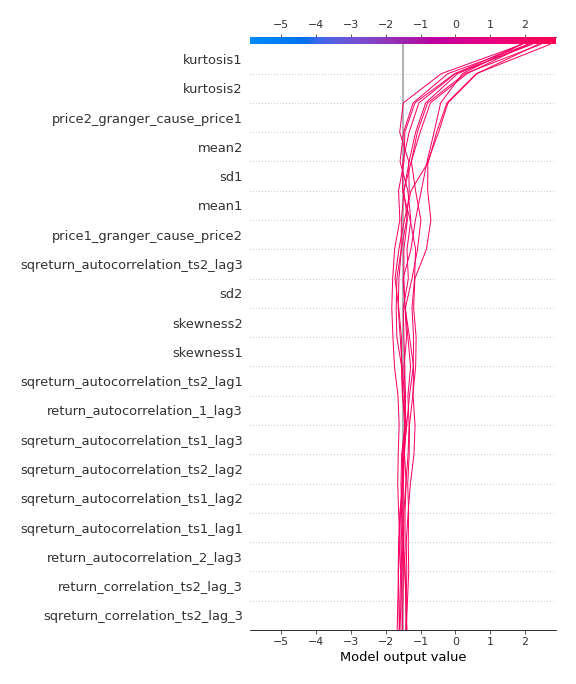 −5 −4 −3 −2 −1 0 1 2
kurtosis1
kurtosis2
price2_granger_cause_price1
mean2
sd1
mean1
price1_granger_cause_price2
sqreturn_autocorrelation_ts2_lag3
sd2
skewness2
skewness1
sqreturn_autocorrelation_ts2_lag1
return_autocorrelation_1_lag3
sqreturn_autocorrelation_ts1_lag3
sqreturn_autocorrelation_ts2_lag2
sqreturn_autocorrelation_ts1_lag2
sqreturn_autocorrelation_ts1_lag1
return_autocorrelation_2_lag3
return_correlation_ts2_lag_3
sqreturn_correlation_ts2_lag_3
−5 −4 −3 −2 −1 0 1 2
Model output value